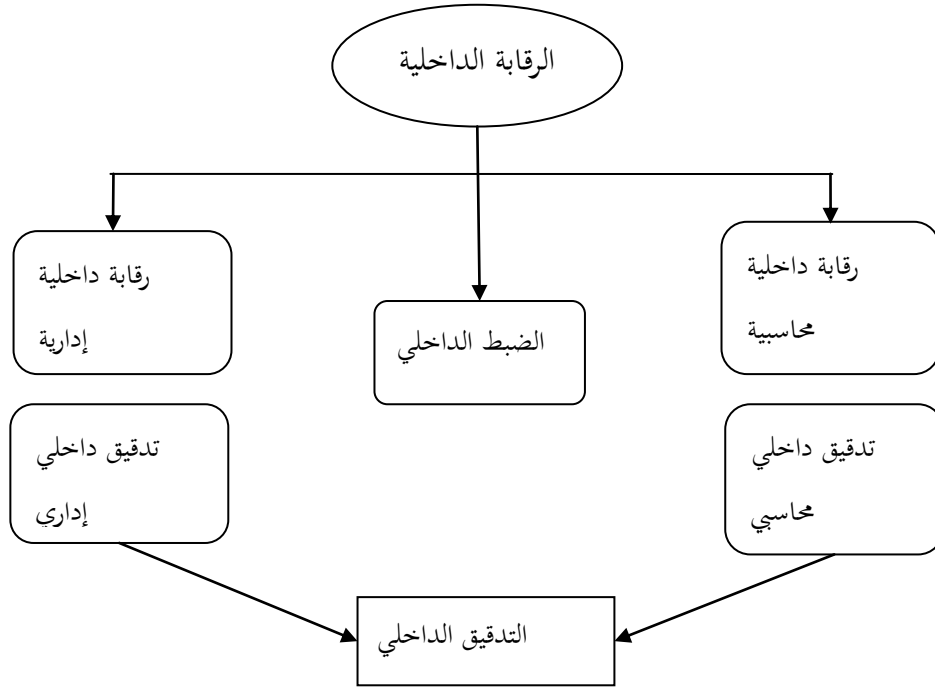 الرقابة الداخلية
رقابة داخلية
محاسبية
الضبط الداخلي
رقابة داخلية
إدارية
تدقيق داخلي
محاسبي
تدقيق داخلي
إداري
التدقيق الداخلي